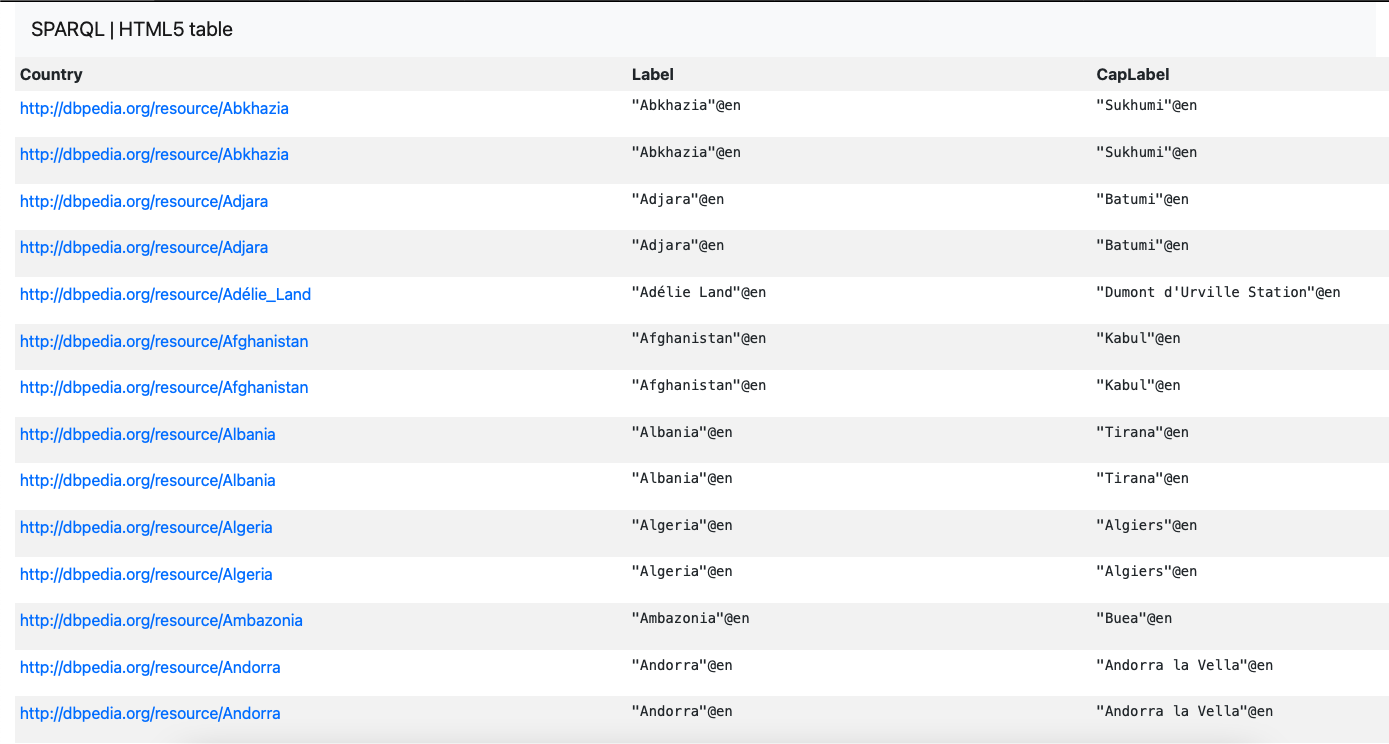 SPARQL | HTML5 table
Country Label CapLabel
http://dbpedia.org/resource/Abkhazia "Abkhazia"@en "Sukhumi"@en
http://dbpedia.org/resource/Abkhazia "Abkhazia"@en "Sukhumi"@en
http://dbpedia.org/resource/Adjara "Adjara"@en "Batumi"@en
http://dbpedia.org/resource/Adjara "Adjara"@en "Batumi"@en
http://dbpedia.org/resource/Adélie_Land "Adélie Land"@en "Dumont d'Urville Station"@en
http://dbpedia.org/resource/Afghanistan "Afghanistan"@en "Kabul"@en
http://dbpedia.org/resource/Afghanistan "Afghanistan"@en "Kabul"@en
http://dbpedia.org/resource/Albania "Albania"@en "Tirana"@en
http://dbpedia.org/resource/Albania "Albania"@en "Tirana"@en
http://dbpedia.org/resource/Algeria "Algeria"@en "Algiers"@en
http://dbpedia.org/resource/Algeria "Algeria"@en "Algiers"@en
http://dbpedia.org/resource/Ambazonia "Ambazonia"@en "Buea"@en
http://dbpedia.org/resource/Andorra "Andorra"@en "Andorra la Vella"@en
http://dbpedia.org/resource/Andorra "Andorra"@en "Andorra la Vella"@en